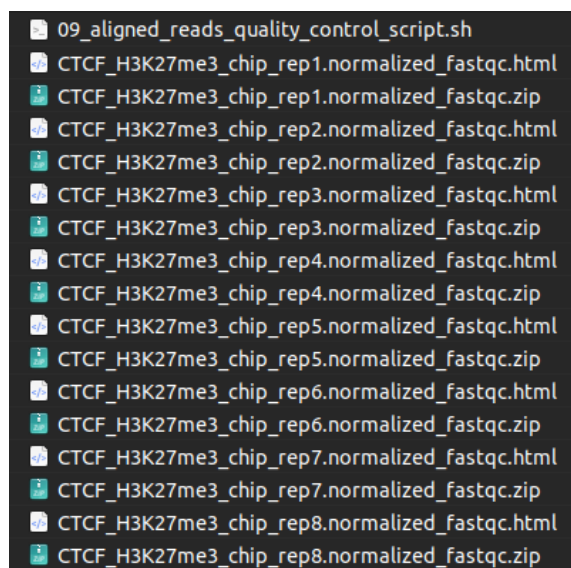 09_aligned_reads_quality_control_script.sh
CTCF_H3K27me3_chip_rep1.normalized_fastqc.html
CTCF_H3K27me3_chip_rep1.normalized_fastqc.zip
CTCF_H3K27me3_chip_rep2.normalized_fastqc.html
CTCF_H3K27me3_chip_rep2.normalized_fastqc.zip
CTCF_H3K27me3_chip_rep3.normalized_fastqc.html
CTCF_H3K27me3_chip_rep3.normalized_fastqc.zip
CTCF_H3K27me3_chip_rep4.normalized_fastqc.html
CTCF_H3K27me3_chip_rep4.normalized_fastqc.zip
CTCF_H3K27me3_chip_rep5.normalized_fastqc.html
CTCF_H3K27me3_chip_rep5.normalized_fastqc.zip
CTCF_H3K27me3_chip_rep6.normalized_fastqc.html
CTCF_H3K27me3_chip_rep6.normalized_fastqc.zip
CTCF_H3K27me3_chip_rep7.normalized_fastqc.html
CTCF_H3K27me3_chip_rep7.normalized_fastqc.zip
CTCF_H3K27me3_chip_rep8.normalized_fastqc.html
CTCF_H3K27me3_chip_rep8.normalized_fastqc.zip